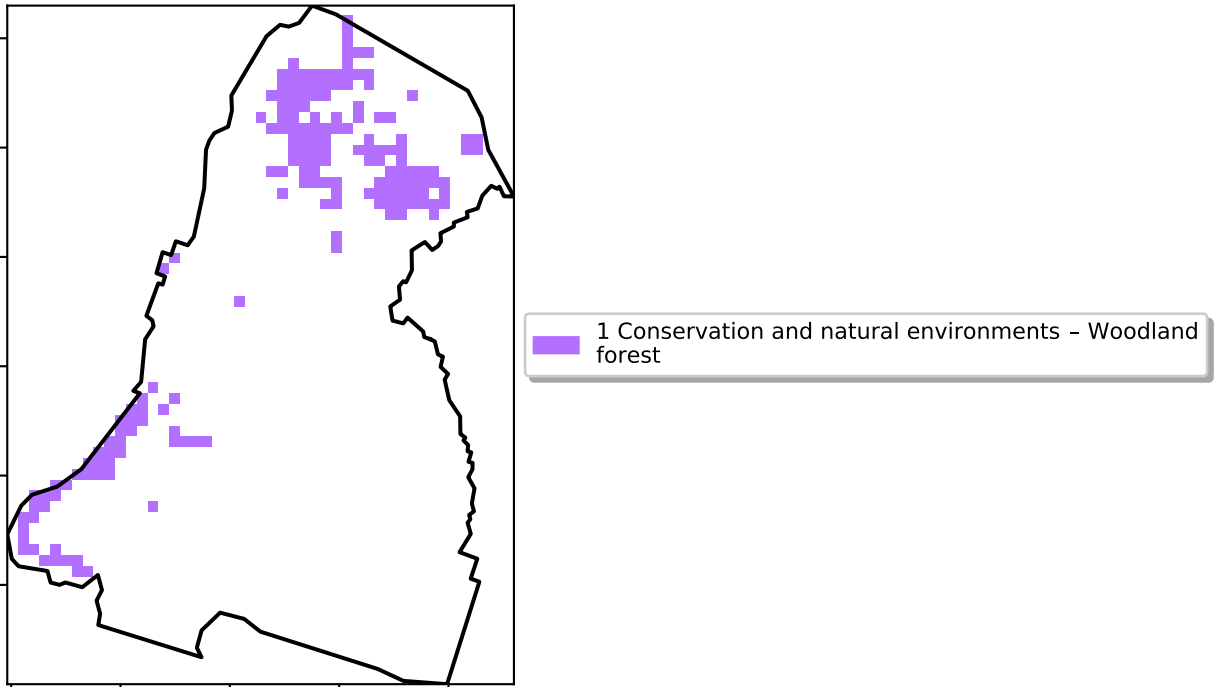 1 Conservation and natural environments – Woodland
forest